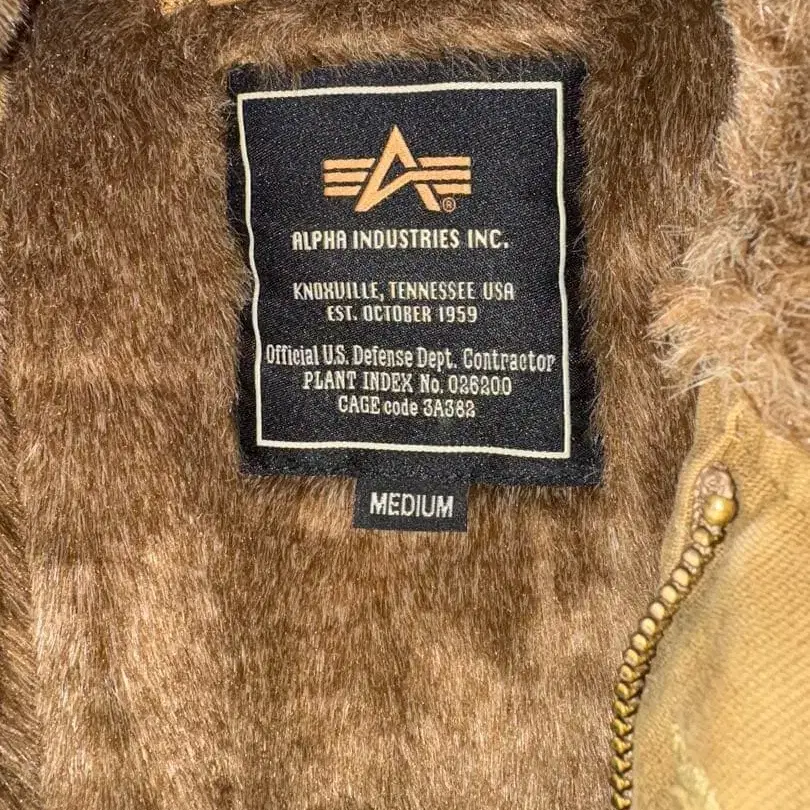 ®
ALPHA INDUSTRIES INC.
KNOXVILLE, TENNESSEE USA
EST. OCTOBER 1959
Official U.S. Defense Dept. Contractor
PLANT INDEX No. 026200
CAGE code 3A382
MEDIUM